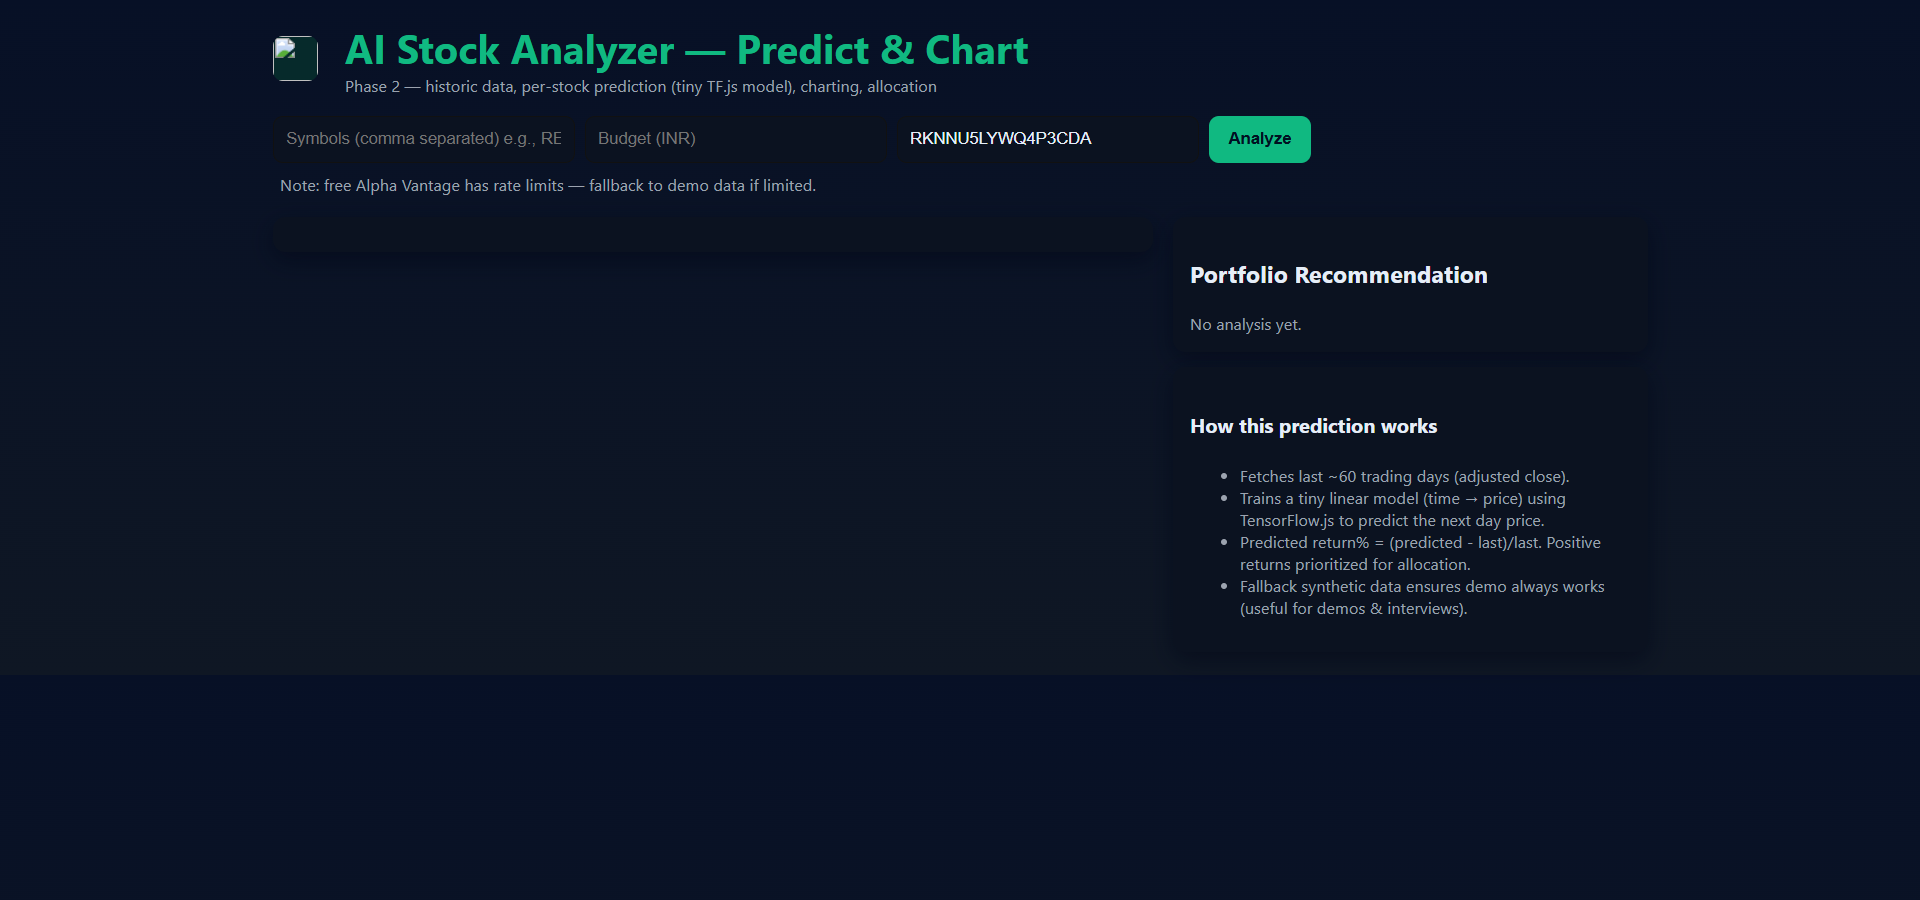 AI Stock Analyzer — Predict & Chart
Phase 2 — historic data, per-stock prediction (tiny TF.js model), charting, allocation
Symbols (comma separated) e.g., RE
Budget (INR)
RKNNU5LYWQ4P3CDA
Analyze
Note: free Alpha Vantage has rate limits — fallback to demo data if limited.
Portfolio Recommendation
No analysis yet.
How this prediction works
• Fetches last ~60 trading days (adjusted close).
• Trains a tiny linear model (time → price) using
TensorFlow.js to predict the next day price.
• Predicted return% = (predicted - last)/last. Positive
returns prioritized for allocation.
• Fallback synthetic data ensures demo always works
(useful for demos & interviews).